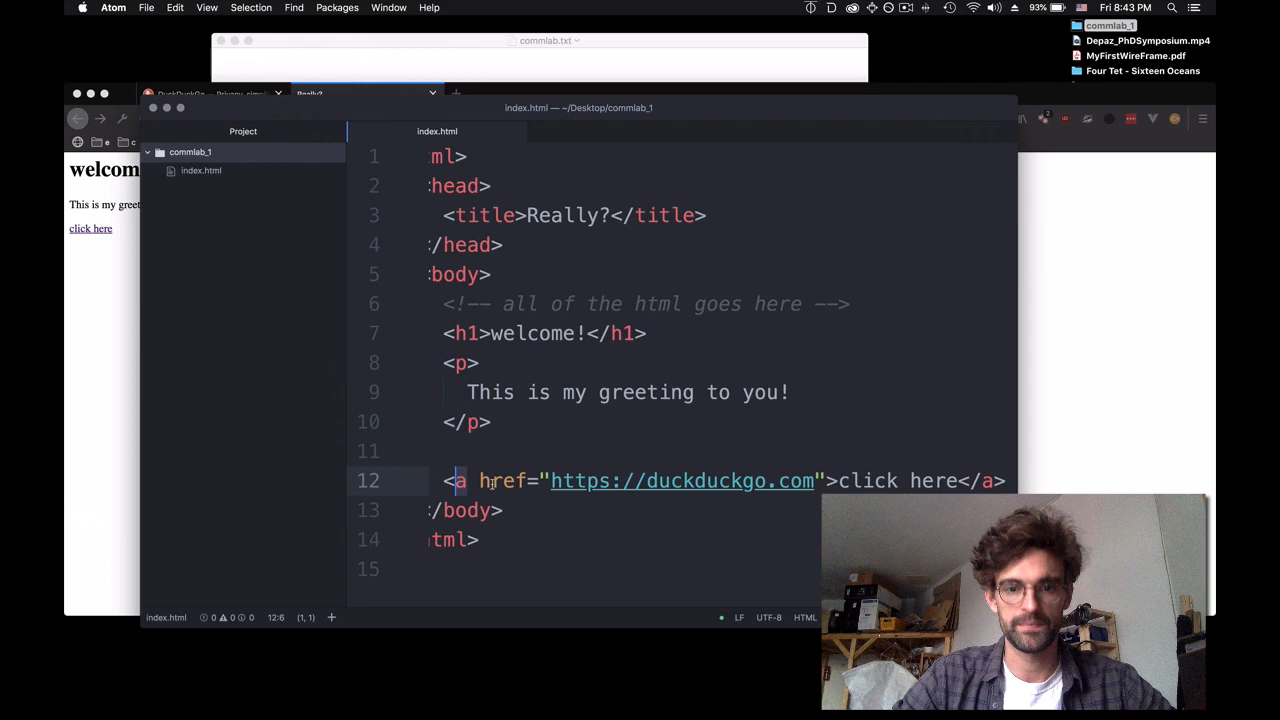 Atom File Edit View Selection Find Packages Window Help
93% Fri 8:43 PM
commlab_1
Depaz_PhDSymposium.mp4
MyFirstWireFrame.pdf
Four Tet - Sixteen Oceans
commlab.txt
DuckDuckGo — Privacy, simpli
Really?
index.html — ~/Desktop/commlab_1
Project
index.html
commlab_1
index.html
e
c
welcom
This is my greet
click here
1 ml>
2 <head>
3 <title>Really?</title>
4 </head>
5 <body>
6 <!-- all of the html goes here -->
7 <h1>welcome!</h1>
8 <p>
9 This is my greeting to you!
10 </p>
11
12 <a href="https://duckduckgo.com">click here</a>
13 </body>
14 tml>
15
index.html 0 0 0 12:6 (1, 1) +
LF UTF-8 HTML